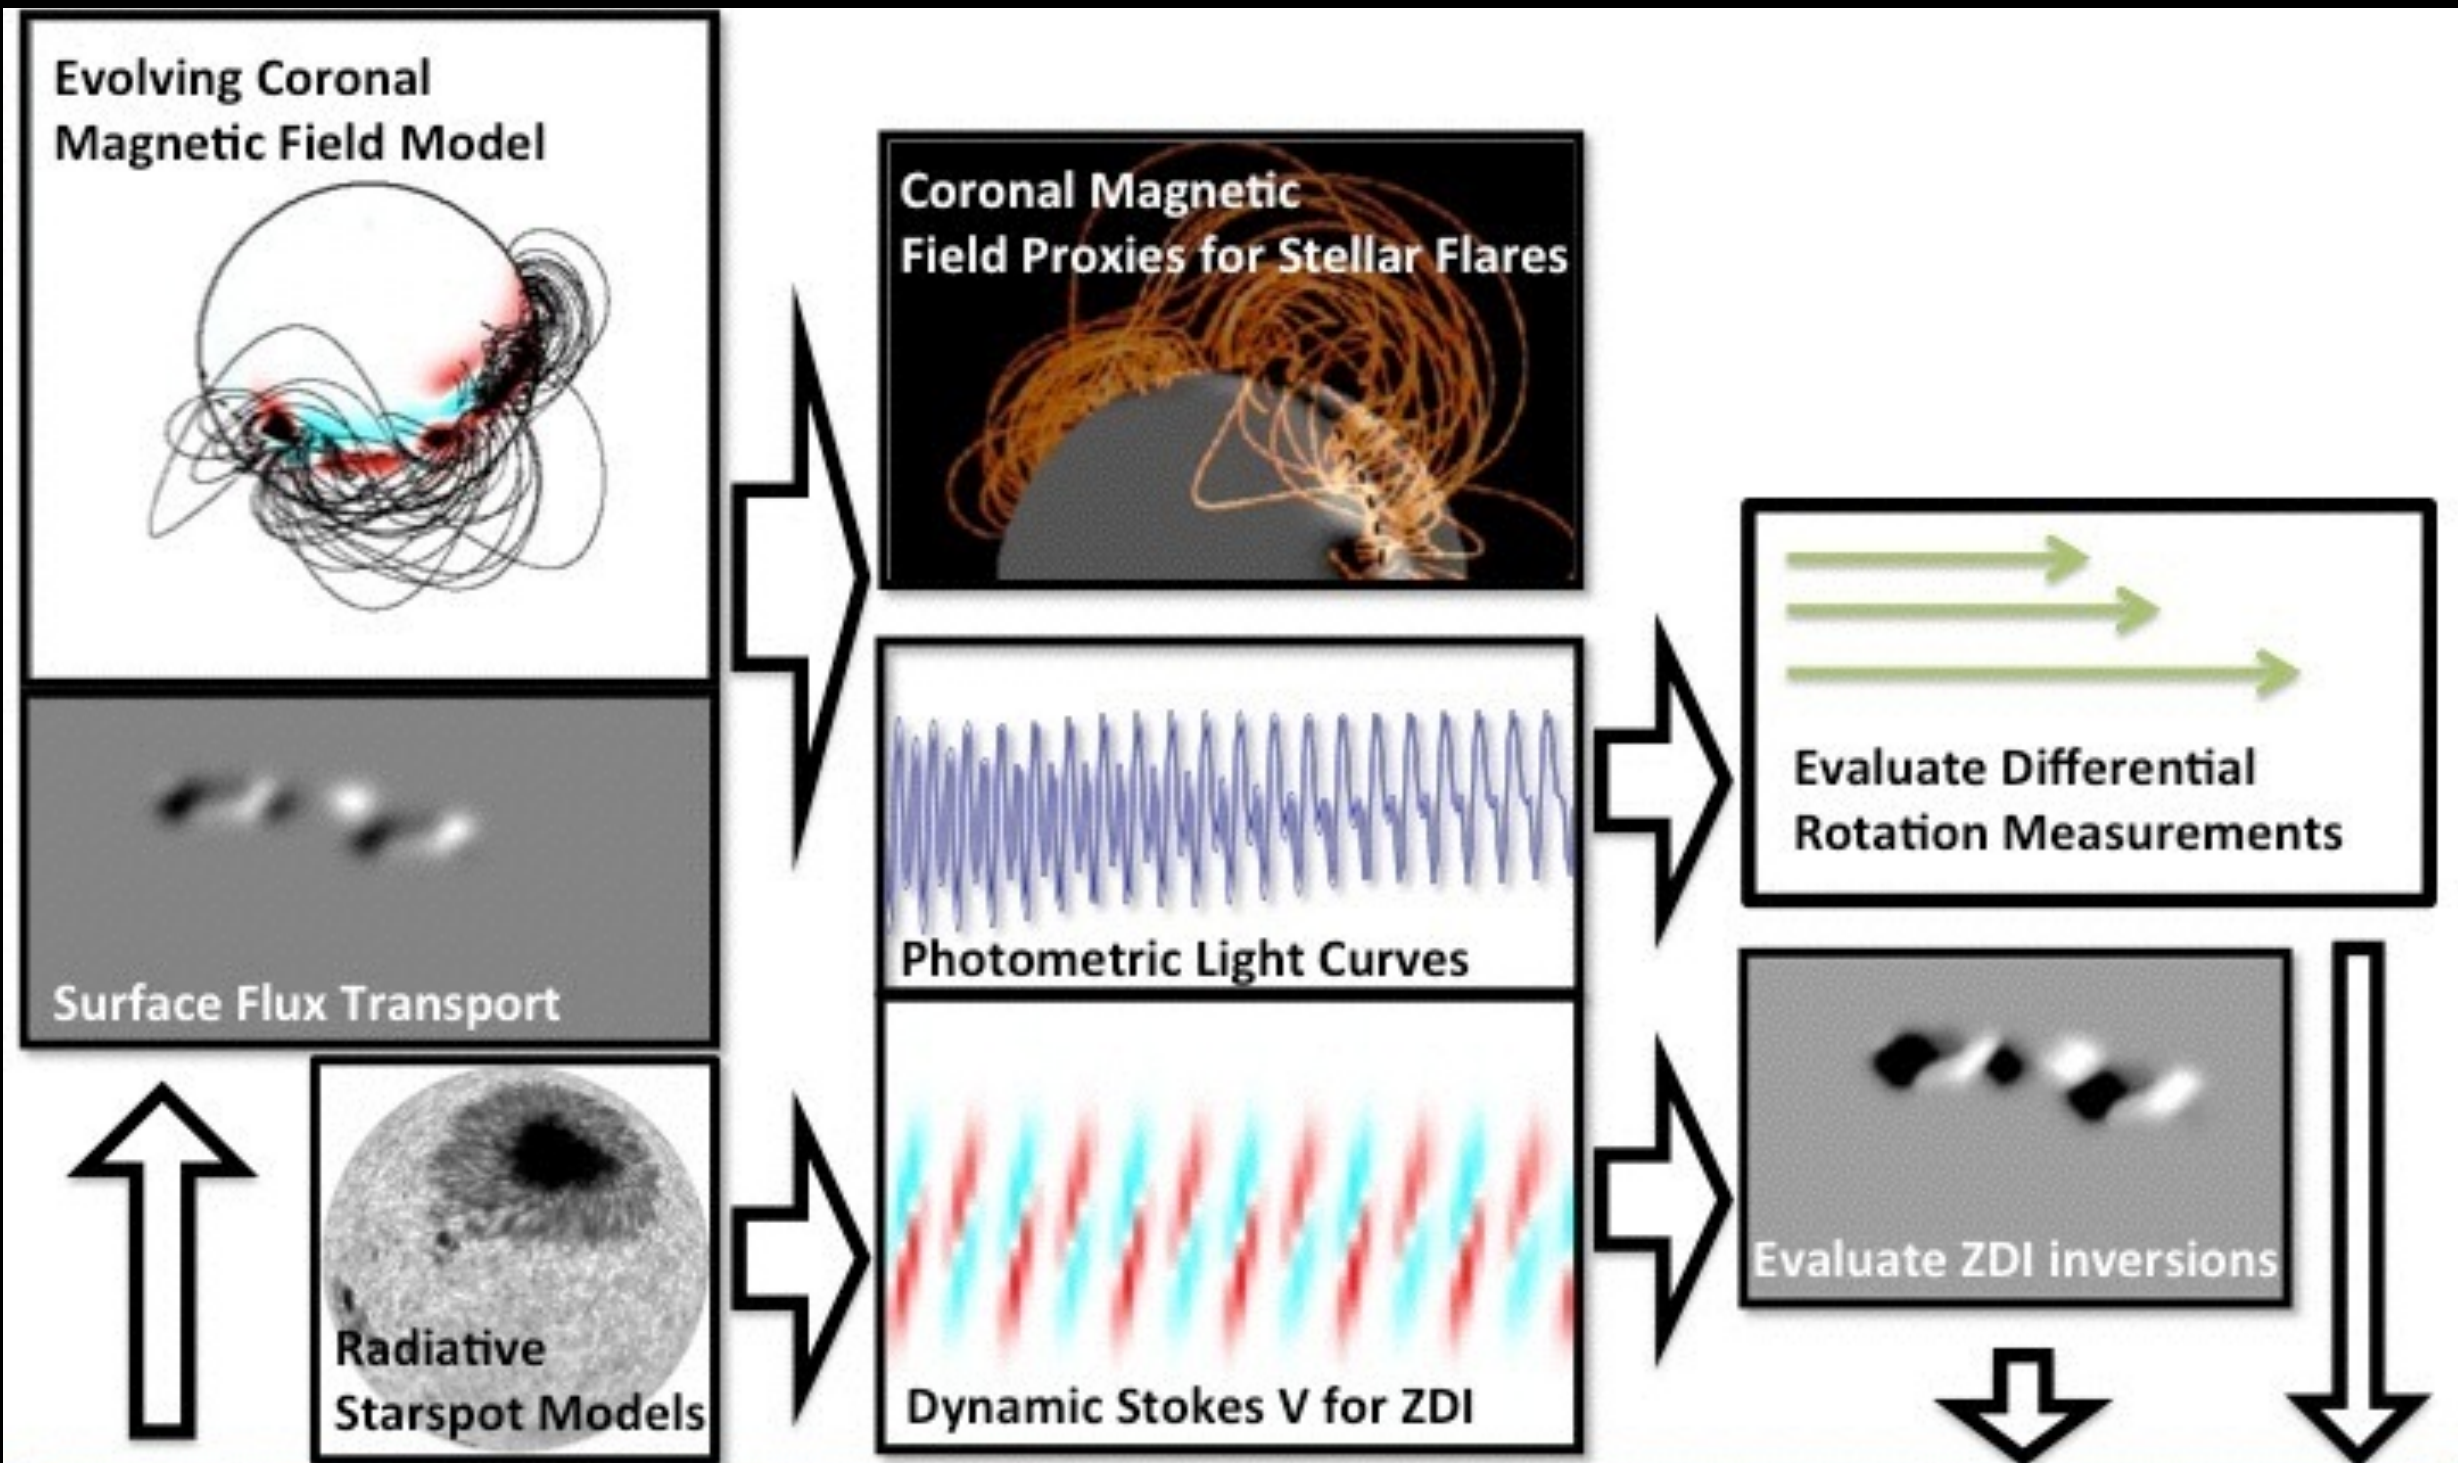 Evolving Coronal
Magnetic Field Model
Surface Flux Transport
Radiative
Starspot Models
Coronal Magnetic
Field Proxies for Stellar Flares
Photometric Light Curves
Dynamic Stokes V for ZDI
Evaluate Differential
Rotation Measurements
Evaluate ZDI inversions